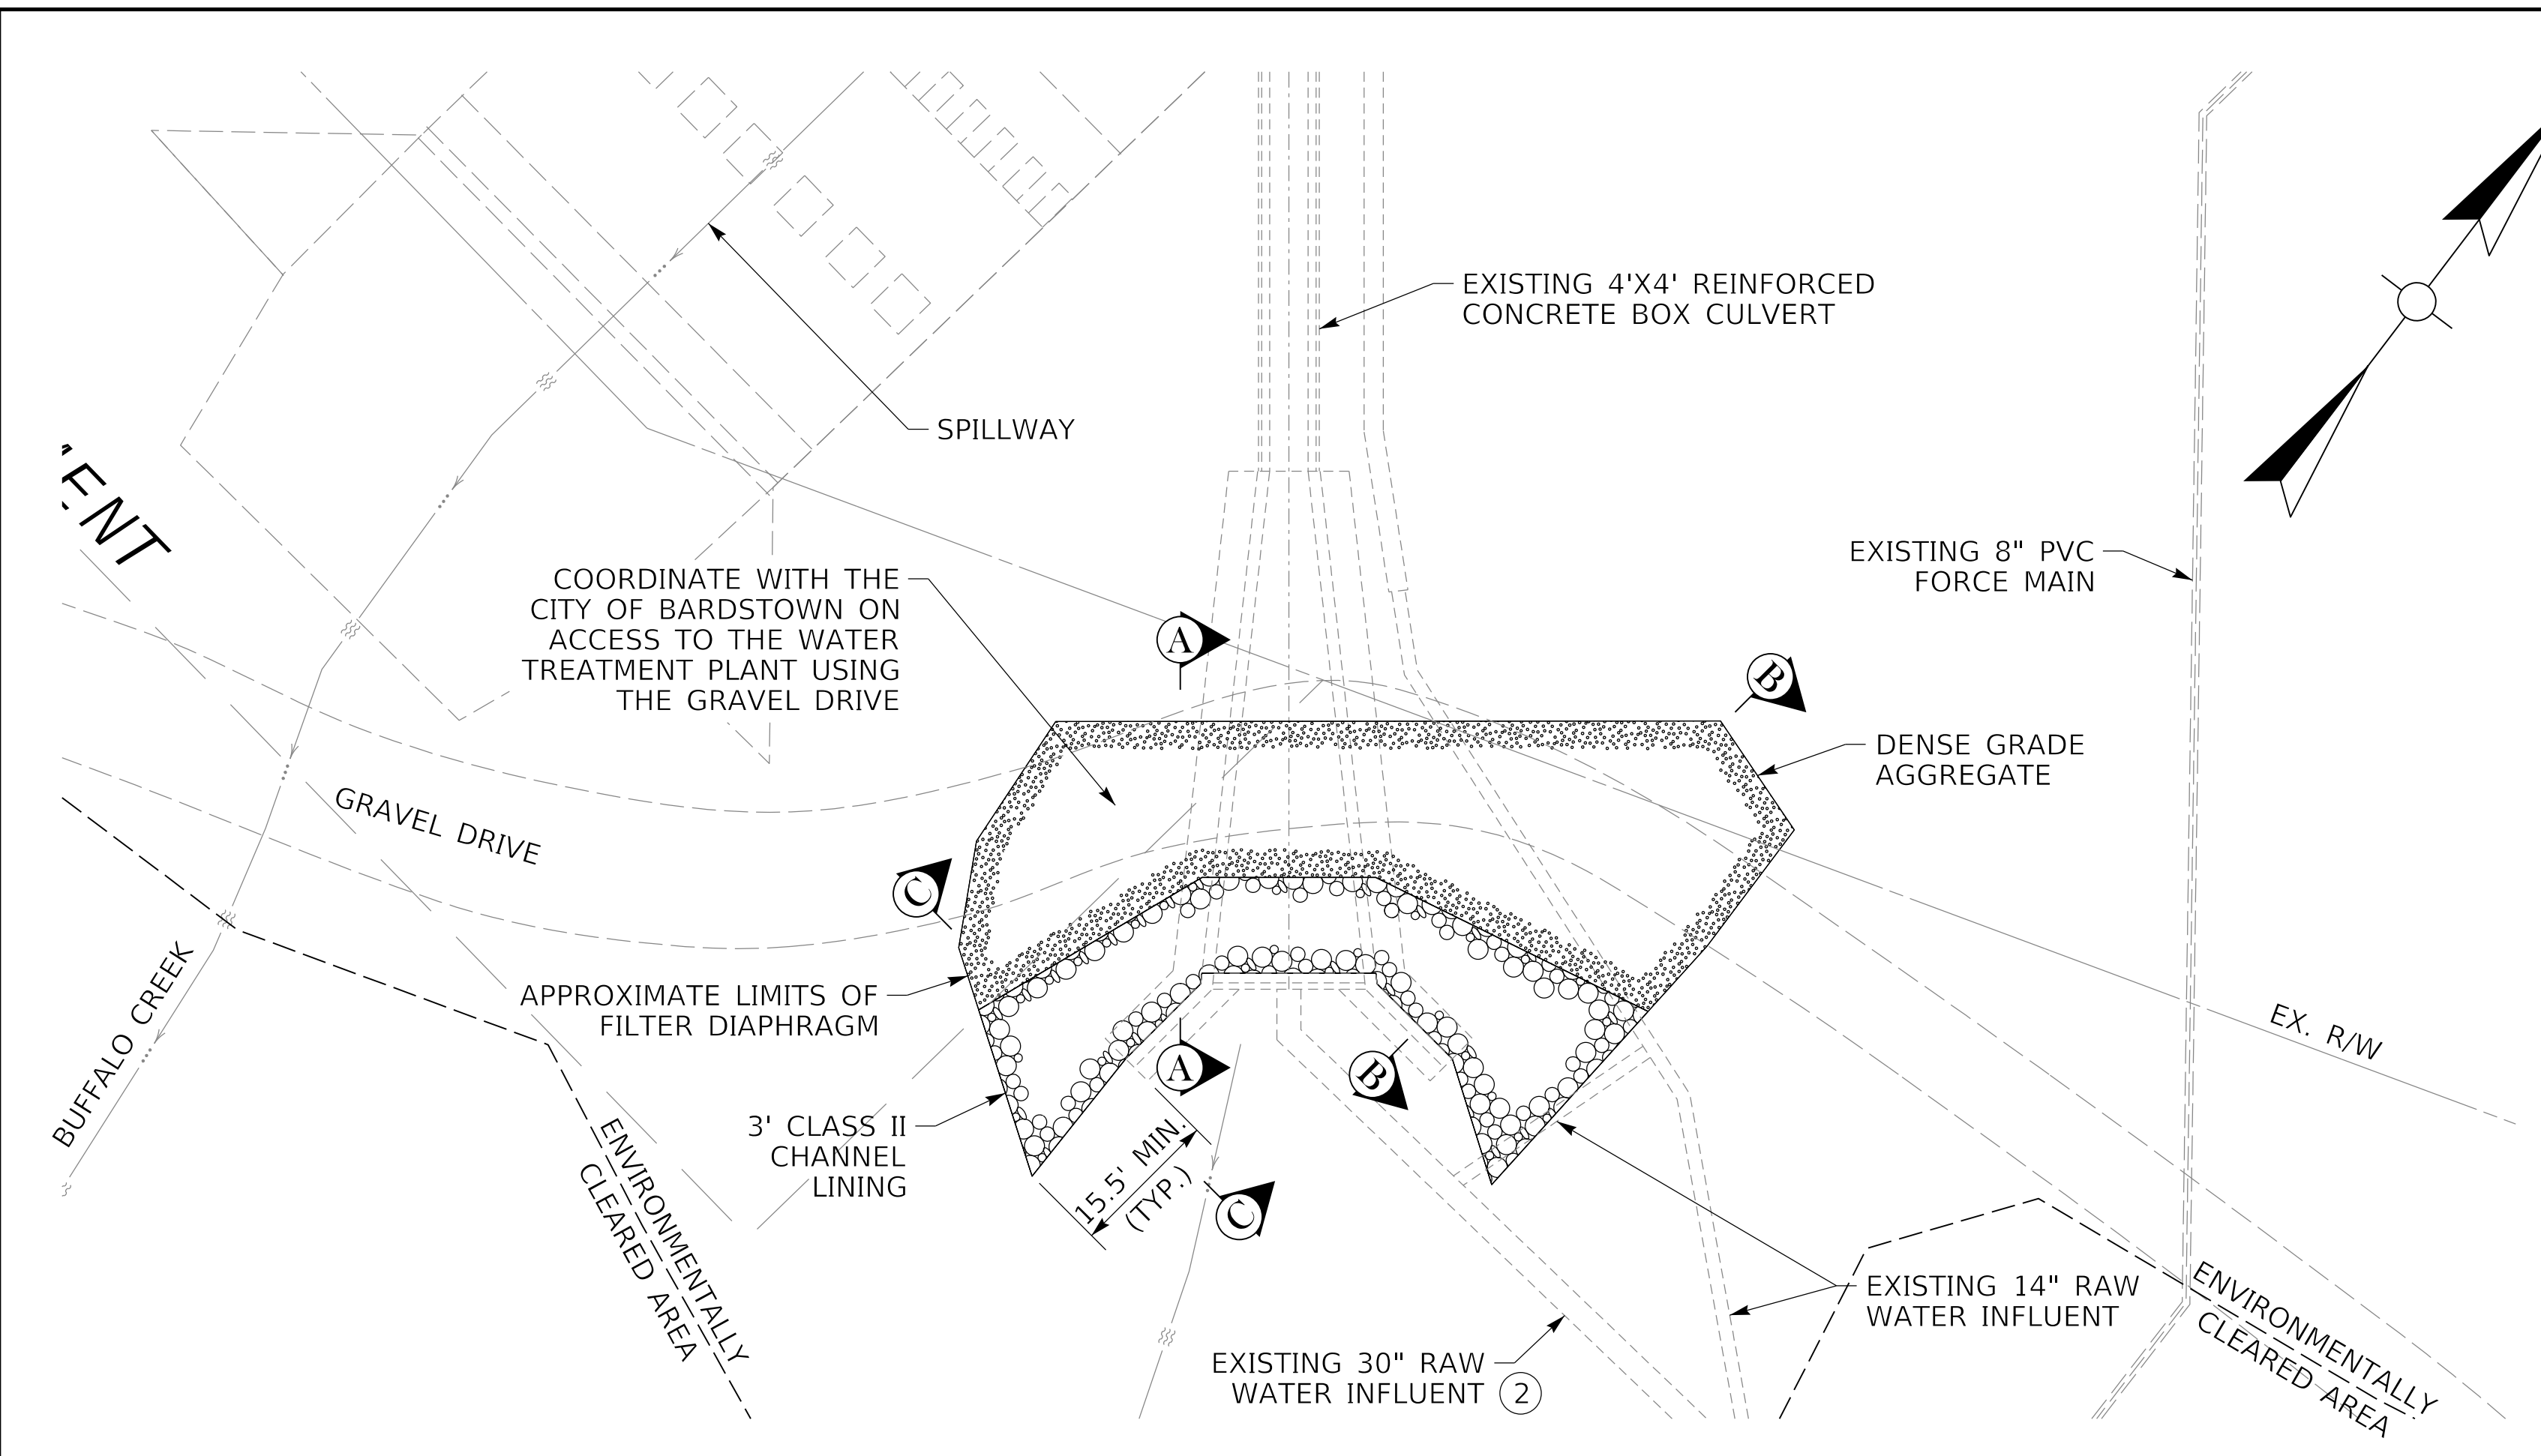 EXISTING 4'X4' REINFORCED
CONCRETE BOX CULVERT
SPILLWAY
EXISTING 8" PVC
FORCE MAIN
COORDINATE WITH THE
CITY OF BARDSTOWN ON
ACCESS TO THE WATER
TREATMENT PLANT USING
THE GRAVEL DRIVE
A
B
DENSE GRADE
AGGREGATE
GRAVEL DRIVE
C
BUFFALO CREEK
APPROXIMATE LIMITS OF
FILTER DIAPHRAGM
EX. R/W
A
B
3' CLASS II
CHANNEL
LINING
15.5' MIN.
(TYP.)
C
ENVIRONMENTALLY
CLEARED AREA
EXISTING 14" RAW
WATER INFLUENT
EXISTING 30" RAW
WATER INFLUENT 2
ENVIRONMENTALLY
CLEARED AREA